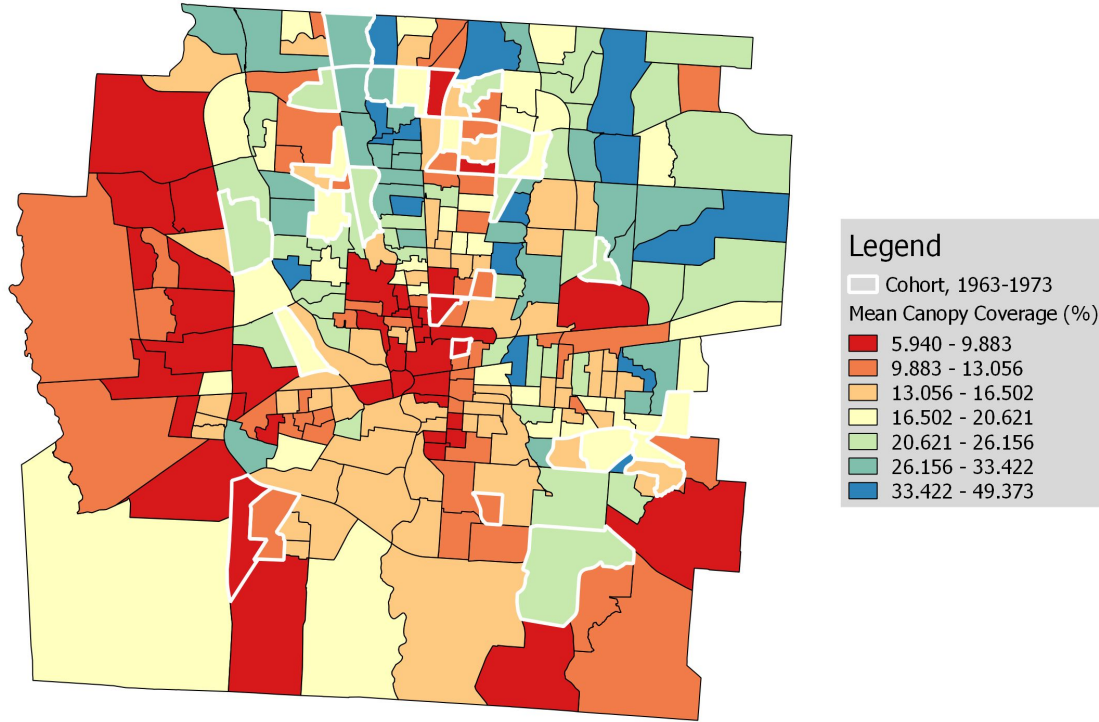 Legend
Cohort, 1963-1973
Mean Canopy Coverage (%)
5.940 - 9.883
9.883 - 13.056
13.056 - 16.502
16.502 - 20.621
20.621 - 26.156
26.156 - 33.422
33.422 - 49.373